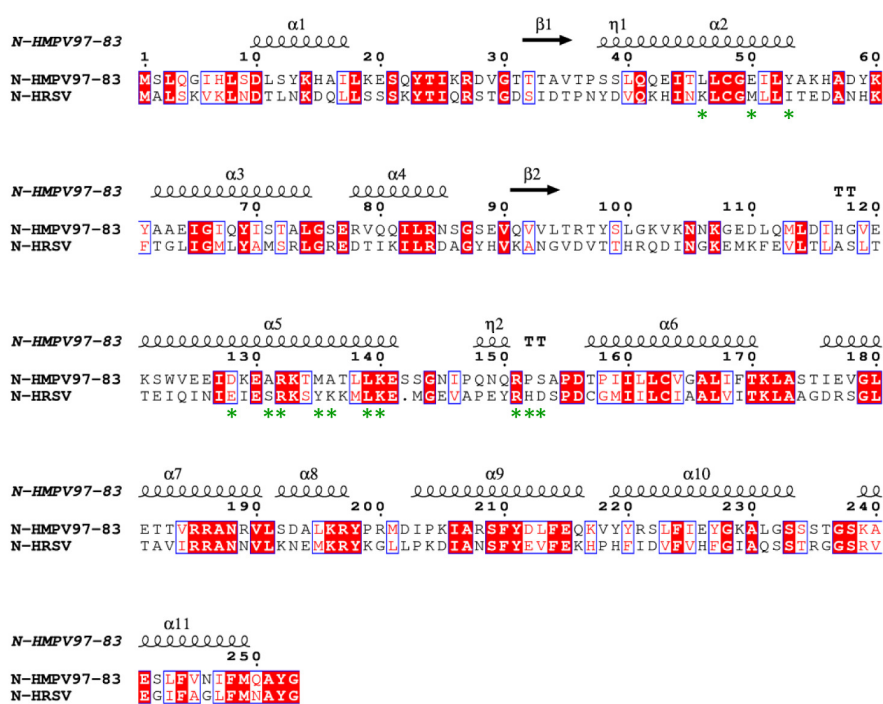 α1 β1 η1 α2
N-HMPV97-83
1 10 20 30 40 50 60
N-HMPV97-83 MSLQGIHLSDLSYKHAILKESQYTIKRDVGTTTAVTPSSLQQEITLLCGEILYAKHADYK
N-HRSV MALSKVKLNDTLNKDQLLSSSKYTIQRSTGDSIDTPNYDVQKHINKLCGMLLITEDANHK
* * *
α3 α4 β2
N-HMPV97-83 TT
70 80 90 100 110 120
N-HMPV97-83 YAAEIGIQYISTALGSERVQQILRNSGSEVQVVLTRTYSLGKVKNNKGEDLQMLDIHGVE
N-HRSV FTGLIGMLYAMSRLGREDTIKILRDAGYHVKANGVDVTTHRQDINGKEMKFEVLTLASLT
α5 η2 α6
N-HMPV97-83 TT
130 140 150 160 170 180
N-HMPV97-83 KSWVEEIDKEARKTMATLLKESSGNIPQNQRPSAPDTPIILLCVGALIFTKLASTIEVGL
N-HRSV TEIQINIEIESRKSYKKMLKE.MGEVAPEYRHDSPDCGMIILCIAALVITKLAAGDRSGL
* ** ** ** ***
α7 α8 α9 α10
N-HMPV97-83
190 200 210 220 230 240
N-HMPV97-83 ETTVRRANRVLSDALKRYPRMDIPKIARSFYDLFEQKVYYRSLFIEYGKALGSSSTGSKA
N-HRSV TAVIRRANNVLKNEMKRYKGLLPKDIANSFYEVFEKHPHFIDVFVHFGIAQSSTRGGSRV
α11
N-HMPV97-83
250
N-HMPV97-83 ESLFVNIFMQAYG
N-HRSV EGIFAGLFMNAYG